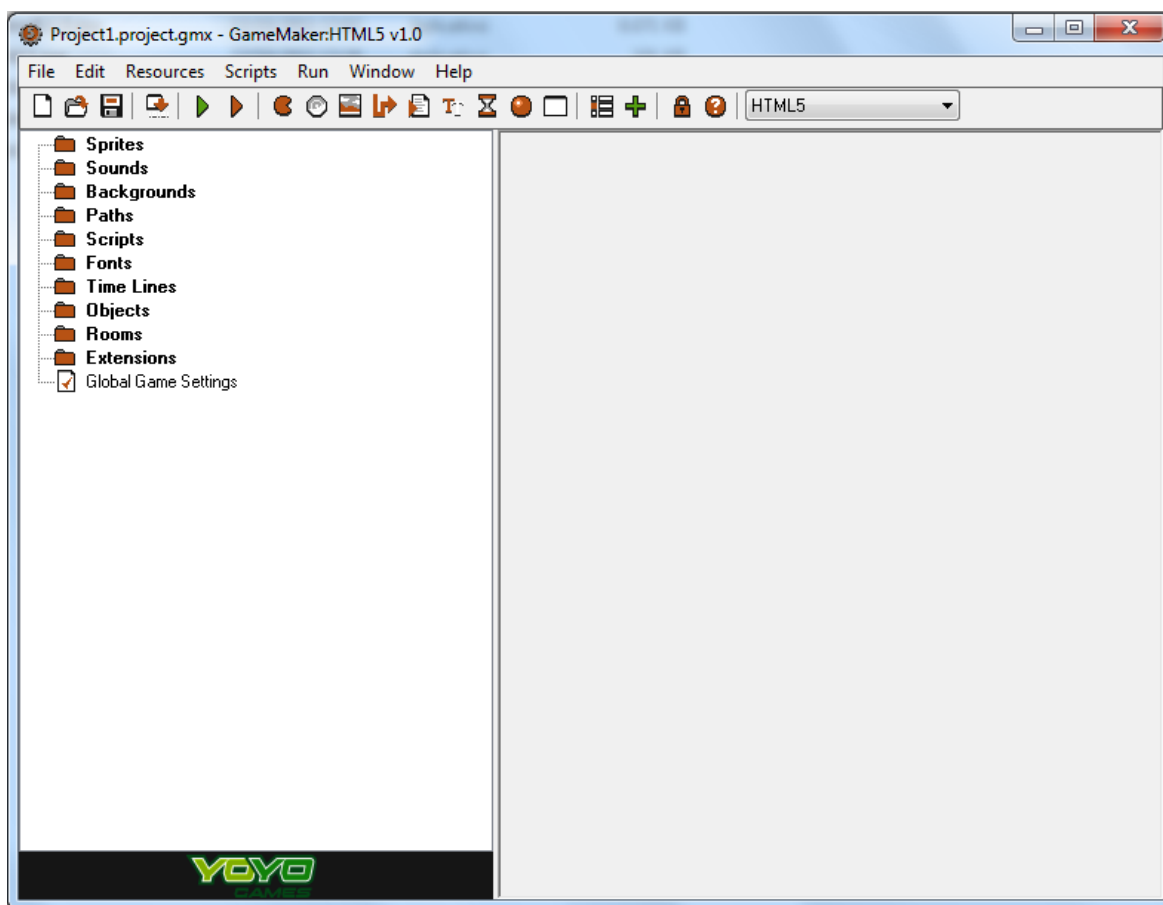 Project1.project.gmx - GameMaker:HTML5 v1.0
File Edit Resources Scripts Run Window Help
HTML5
Sprites
Sounds
Backgrounds
Paths
Scripts
Fonts
Time Lines
Objects
Rooms
Extensions
Global Game Settings
YOYO
GAMES